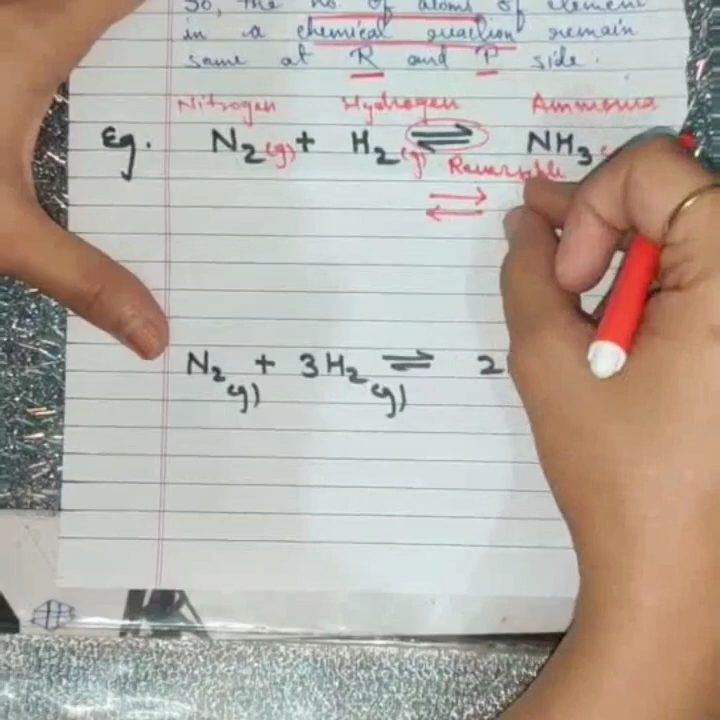 So, the no of atoms of element
in a chemical reaction remain
same at R and P side.
Nitrogen Hydrogen Ammonia
Eg. N2(g) + H2(g) ⇌ NH3
Reversible
⇌
N2(g) + 3H2(g) ⇌ 2